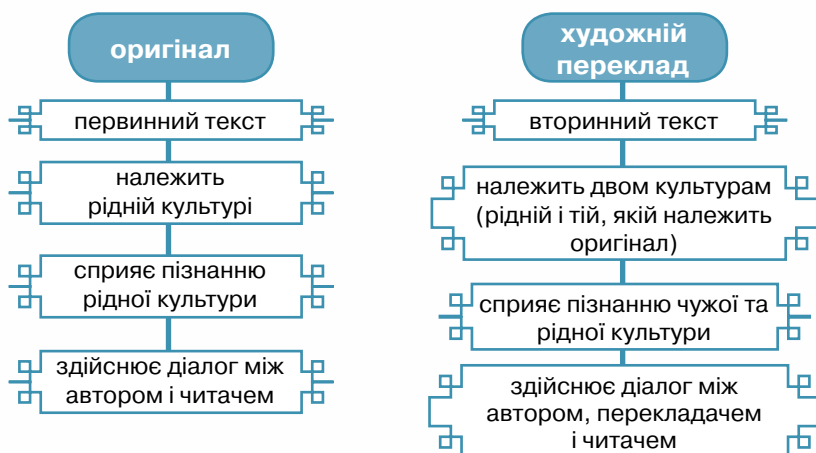 оригінал
первинний текст
належить
рідній культурі
сприяє пізнанню
рідної культури
здійснює діалог між
автором і читачем
художній
переклад
вторинний текст
належить двом культурам
(рідній і тій, якій належить
оригінал)
сприяє пізнанню чужої та
рідної культури
здійснює діалог між
автором, перекладачем
і читачем